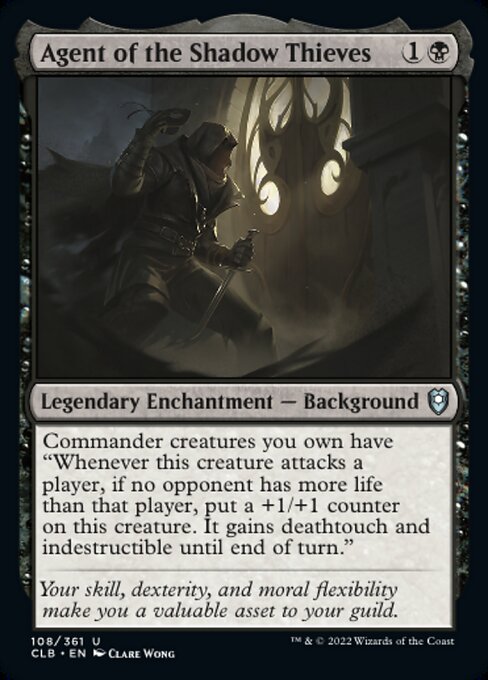 Agent of the Shadow Thieves 1
Legendary Enchantment — Background
Commander creatures you own have
“Whenever this creature attacks a
player, if no opponent has more life
than that player, put a +1/+1 counter
on this creature. It gains deathtouch and
indestructible until end of turn.”
Your skill, dexterity, and moral flexibility
make you a valuable asset to your guild.
108/361 U
™ & © 2022 Wizards of the Coast
CLB • EN Clare Wong